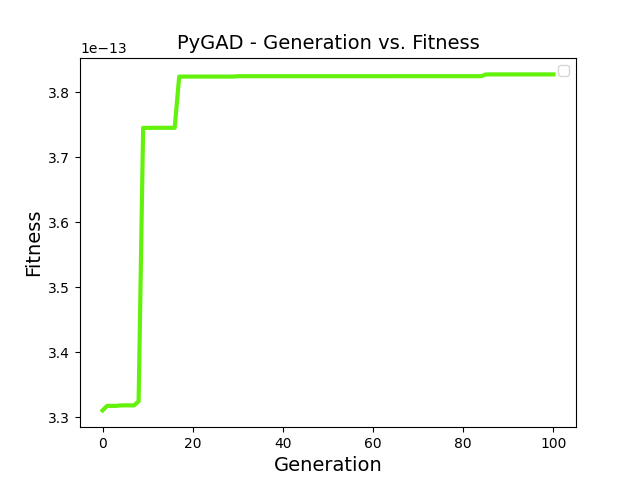 PyGAD - Generation vs. Fitness
1e−13
3.8
3.7
3.6
3.5
3.4
3.3
Fitness
0 20 40 60 80 100
Generation